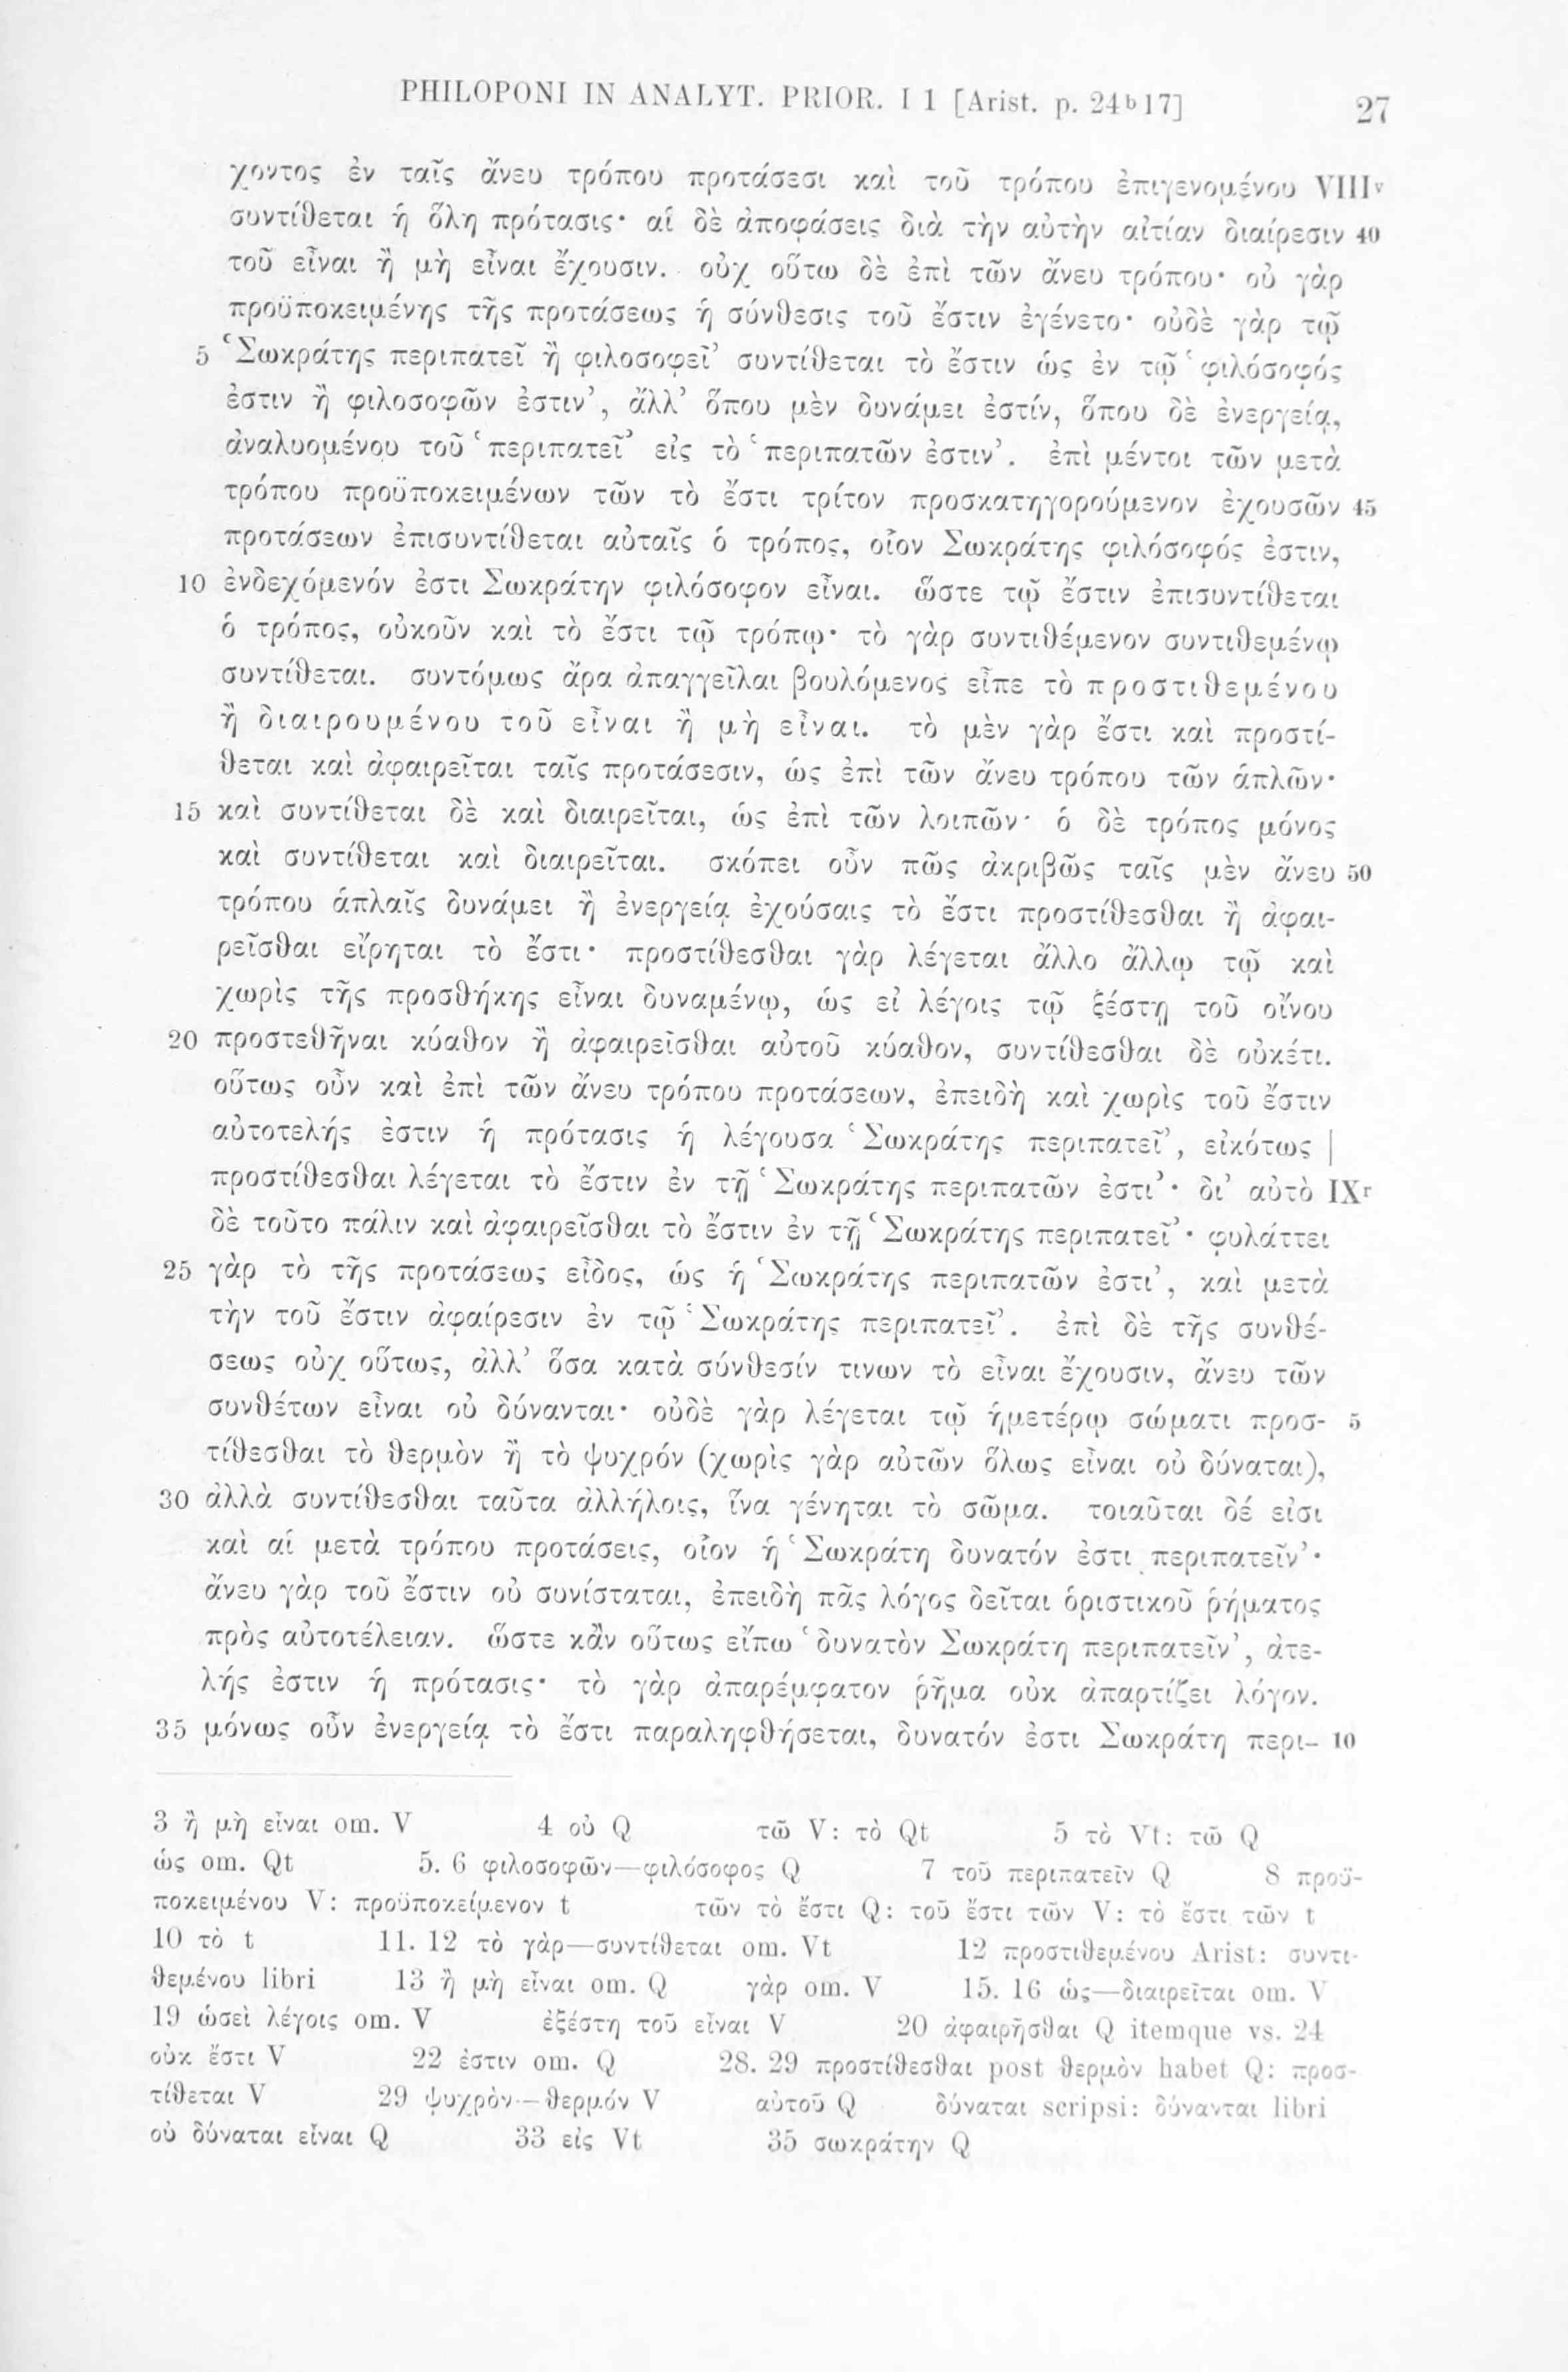 PHILOPONI IN ANALYT. PRIOR. I 1 [Arist. p. 24ᵇ17] 27
χοντος ἐν ταῖς ἄνευ τρόπου προτάσεσι καὶ τοῦ τρόπου ἐπιγενομένου VIIIᵛ
συντίθεται ἡ ὅλη πρότασις· αἱ δὲ ἀποφάσεις διὰ τὴν αὐτὴν αἰτίαν διαίρεσιν 40
τοῦ εἶναι ἢ μὴ εἶναι ἔχουσιν. οὐχ οὕτω δὲ ἐπὶ τῶν ἄνευ τρόπου· οὐ γὰρ
προϋποκειμένης τῆς προτάσεως ἡ σύνθεσις τοῦ ἔστιν ἐγένετο· οὐδὲ γὰρ τῷ
5 ‘Σωκράτης περιπατεῖ ἢ φιλοσοφεῖ’ συντίθεται τὸ ἔστιν ὡς ἐν τῷ ‘φιλόσοφός
ἐστιν ἢ φιλοσοφῶν ἐστιν’, ἀλλ’ ὅπου μὲν δυνάμει ἐστίν, ὅπου δὲ ἐνεργείᾳ,
ἀναλυομένου τοῦ ‘περιπατεῖ’ εἰς τὸ ‘περιπατῶν ἐστιν’. ἐπὶ μέντοι τῶν μετὰ
τρόπου προϋποκειμένων τῶν τὸ ἔστι τρίτον προσκατηγορούμενον ἐχουσῶν 45
προτάσεων ἐπισυντίθεται αὐταῖς ὁ τρόπος, οἷον Σωκράτης φιλόσοφός ἐστιν,
10 ἐνδεχόμενόν ἐστι Σωκράτην φιλόσοφον εἶναι. ὥστε τῷ ἔστιν ἐπισυντίθεται
ὁ τρόπος, οὐκοῦν καὶ τὸ ἔστι τῷ τρόπῳ· τὸ γὰρ συντιθέμενον συντιθεμένῳ
συντίθεται. συντόμως ἄρα ἀπαγγεῖλαι βουλόμενος εἶπε τὸ προστιθεμένου
ἢ διαιρουμένου τοῦ εἶναι ἢ μὴ εἶναι. τὸ μὲν γὰρ ἔστι καὶ προστί-
θεται καὶ ἀφαιρεῖται ταῖς προτάσεσιν, ὡς ἐπὶ τῶν ἄνευ τρόπου τῶν ἁπλῶν·
15 καὶ συντίθεται δὲ καὶ διαιρεῖται, ὡς ἐπὶ τῶν λοιπῶν· ὁ δὲ τρόπος μόνος
καὶ συντίθεται καὶ διαιρεῖται. σκόπει οὖν πῶς ἀκριβῶς ταῖς μὲν ἄνευ 50
τρόπου ἁπλαῖς δυνάμει ἢ ἐνεργείᾳ ἐχούσαις τὸ ἔστι προστίθεσθαι ἢ ἀφαι-
ρεῖσθαι εἴρηται τὸ ἔστι· προστίθεσθαι γὰρ λέγεται ἄλλο ἄλλῳ τῷ καὶ
χωρὶς τῆς προσθήκης εἶναι δυναμένῳ, ὡς εἰ λέγοις τῷ ξέστῃ τοῦ οἴνου
20 προστεθῆναι κύαθον ἢ ἀφαιρεῖσθαι αὐτοῦ κύαθον, συντίθεσθαι δὲ οὐκέτι.
οὕτως οὖν καὶ ἐπὶ τῶν ἄνευ τρόπου προτάσεων, ἐπειδὴ καὶ χωρὶς τοῦ ἔστιν
αὐτοτελής ἐστιν ἡ πρότασις ἡ λέγουσα ‘Σωκράτης περιπατεῖ’, εἰκότως |
προστίθεσθαι λέγεται τὸ ἔστιν ἐν τῇ ‘Σωκράτης περιπατῶν ἐστι’· δι’ αὐτὸ IXʳ
δὲ τοῦτο πάλιν καὶ ἀφαιρεῖσθαι τὸ ἔστιν ἐν τῇ ‘Σωκράτης περιπατεῖ’· φυλάττει
25 γὰρ τὸ τῆς προτάσεως εἶδος, ὡς ἡ ‘Σωκράτης περιπατῶν ἐστι’, καὶ μετὰ
τὴν τοῦ ἔστιν ἀφαίρεσιν ἐν τῷ ‘Σωκράτης περιπατεῖ’. ἐπὶ δὲ τῆς συνθέ-
σεως οὐχ οὕτως, ἀλλ’ ὅσα κατὰ σύνθεσίν τινων τὸ εἶναι ἔχουσιν, ἄνευ τῶν
συνθέτων εἶναι οὐ δύνανται· οὐδὲ γὰρ λέγεται τῷ ἡμετέρῳ σώματι προσ- 5
τίθεσθαι τὸ θερμὸν ἢ τὸ ψυχρόν (χωρὶς γὰρ αὐτῶν ὅλως εἶναι οὐ δύναται),
30 ἀλλὰ συντίθεσθαι ταῦτα ἀλλήλοις, ἵνα γένηται τὸ σῶμα. τοιαῦται δέ εἰσι
καὶ αἱ μετὰ τρόπου προτάσεις, οἷον ἡ ‘Σωκράτη δυνατόν ἐστι περιπατεῖν’·
ἄνευ γὰρ τοῦ ἔστιν οὐ συνίσταται, ἐπειδὴ πᾶς λόγος δεῖται ὁριστικοῦ ῥήματος
πρὸς αὐτοτέλειαν. ὥστε κἂν οὕτως εἴπω ‘δυνατὸν Σωκράτη περιπατεῖν’, ἀτε-
λής ἐστιν ἡ πρότασις· τὸ γὰρ ἀπαρέμφατον ῥῆμα οὐκ ἀπαρτίζει λόγον.
35 μόνως οὖν ἐνεργείᾳ τὸ ἔστι παραληφθήσεται, δυνατόν ἐστι Σωκράτη περι- 10
3 ἢ μὴ εἶναι om. V 4 οὐ Q τῶ V: τὸ Qt 5 τὸ Vt: τῶ Q
ὡς om. Qt 5. 6 φιλοσοφῶν—φιλόσοφος Q 7 τοῦ περιπατεῖν Q 8 προϋ-
ποκειμένου V: προϋποκείμενον t τῶν τὸ ἔστι Q: τοῦ ἔστι τῶν V: τὸ ἔστι τῶν t
10 τὸ t 11. 12 τὸ γὰρ—συντίθεται om. Vt 12 προστιθεμένου Arist: συντι-
θεμένου libri 13 ἢ μὴ εἶναι om. Q γὰρ om. V 15. 16 ὡς—διαιρεῖται om. V
19 ὡσεὶ λέγοις om. V ἐξέστη τοῦ εἶναι V 20 ἀφαιρῆσθαι Q itemque vs. 24
οὐκ ἔστι V 22 ἐστιν om. Q 28. 29 προστίθεσθαι post θερμὸν habet Q: προσ-
τίθεται V 29 ψυχρὸν—θερμόν V αὐτοῦ Q δύναται scripsi: δύνανται libri
οὐ δύναται εἶναι Q 33 εἰς Vt 35 σωκράτην Q